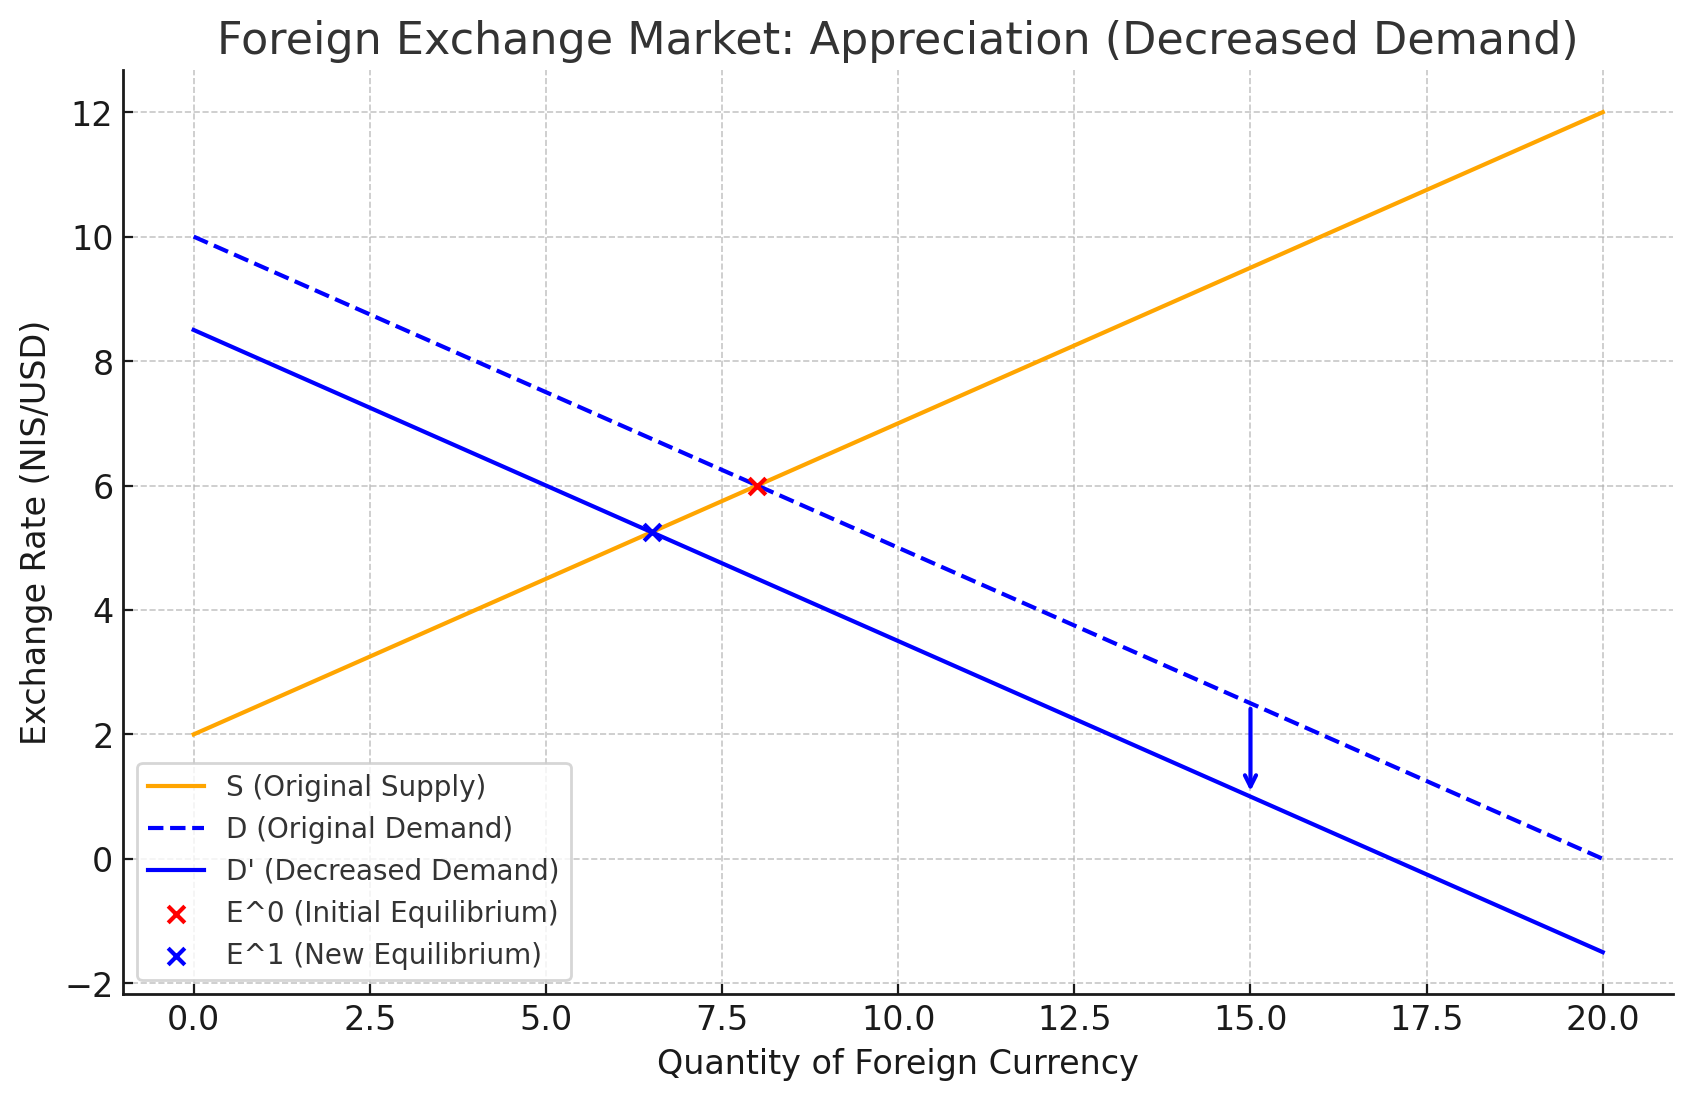 Foreign Exchange Market: Appreciation (Decreased Demand)
12
10
8
6
4
2
0
−2
Exchange Rate (NIS/USD)
S (Original Supply)
D (Original Demand)
D' (Decreased Demand)
E^0 (Initial Equilibrium)
E^1 (New Equilibrium)
0.0 2.5 5.0 7.5 10.0 12.5 15.0 17.5 20.0
Quantity of Foreign Currency